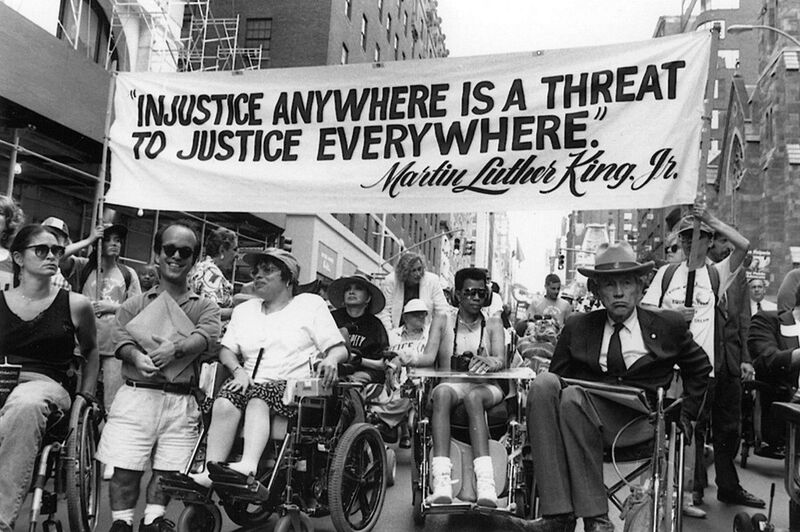 "INJUSTICE ANYWHERE IS A THREAT
TO JUSTICE EVERYWHERE."
Martin Luther King, Jr.